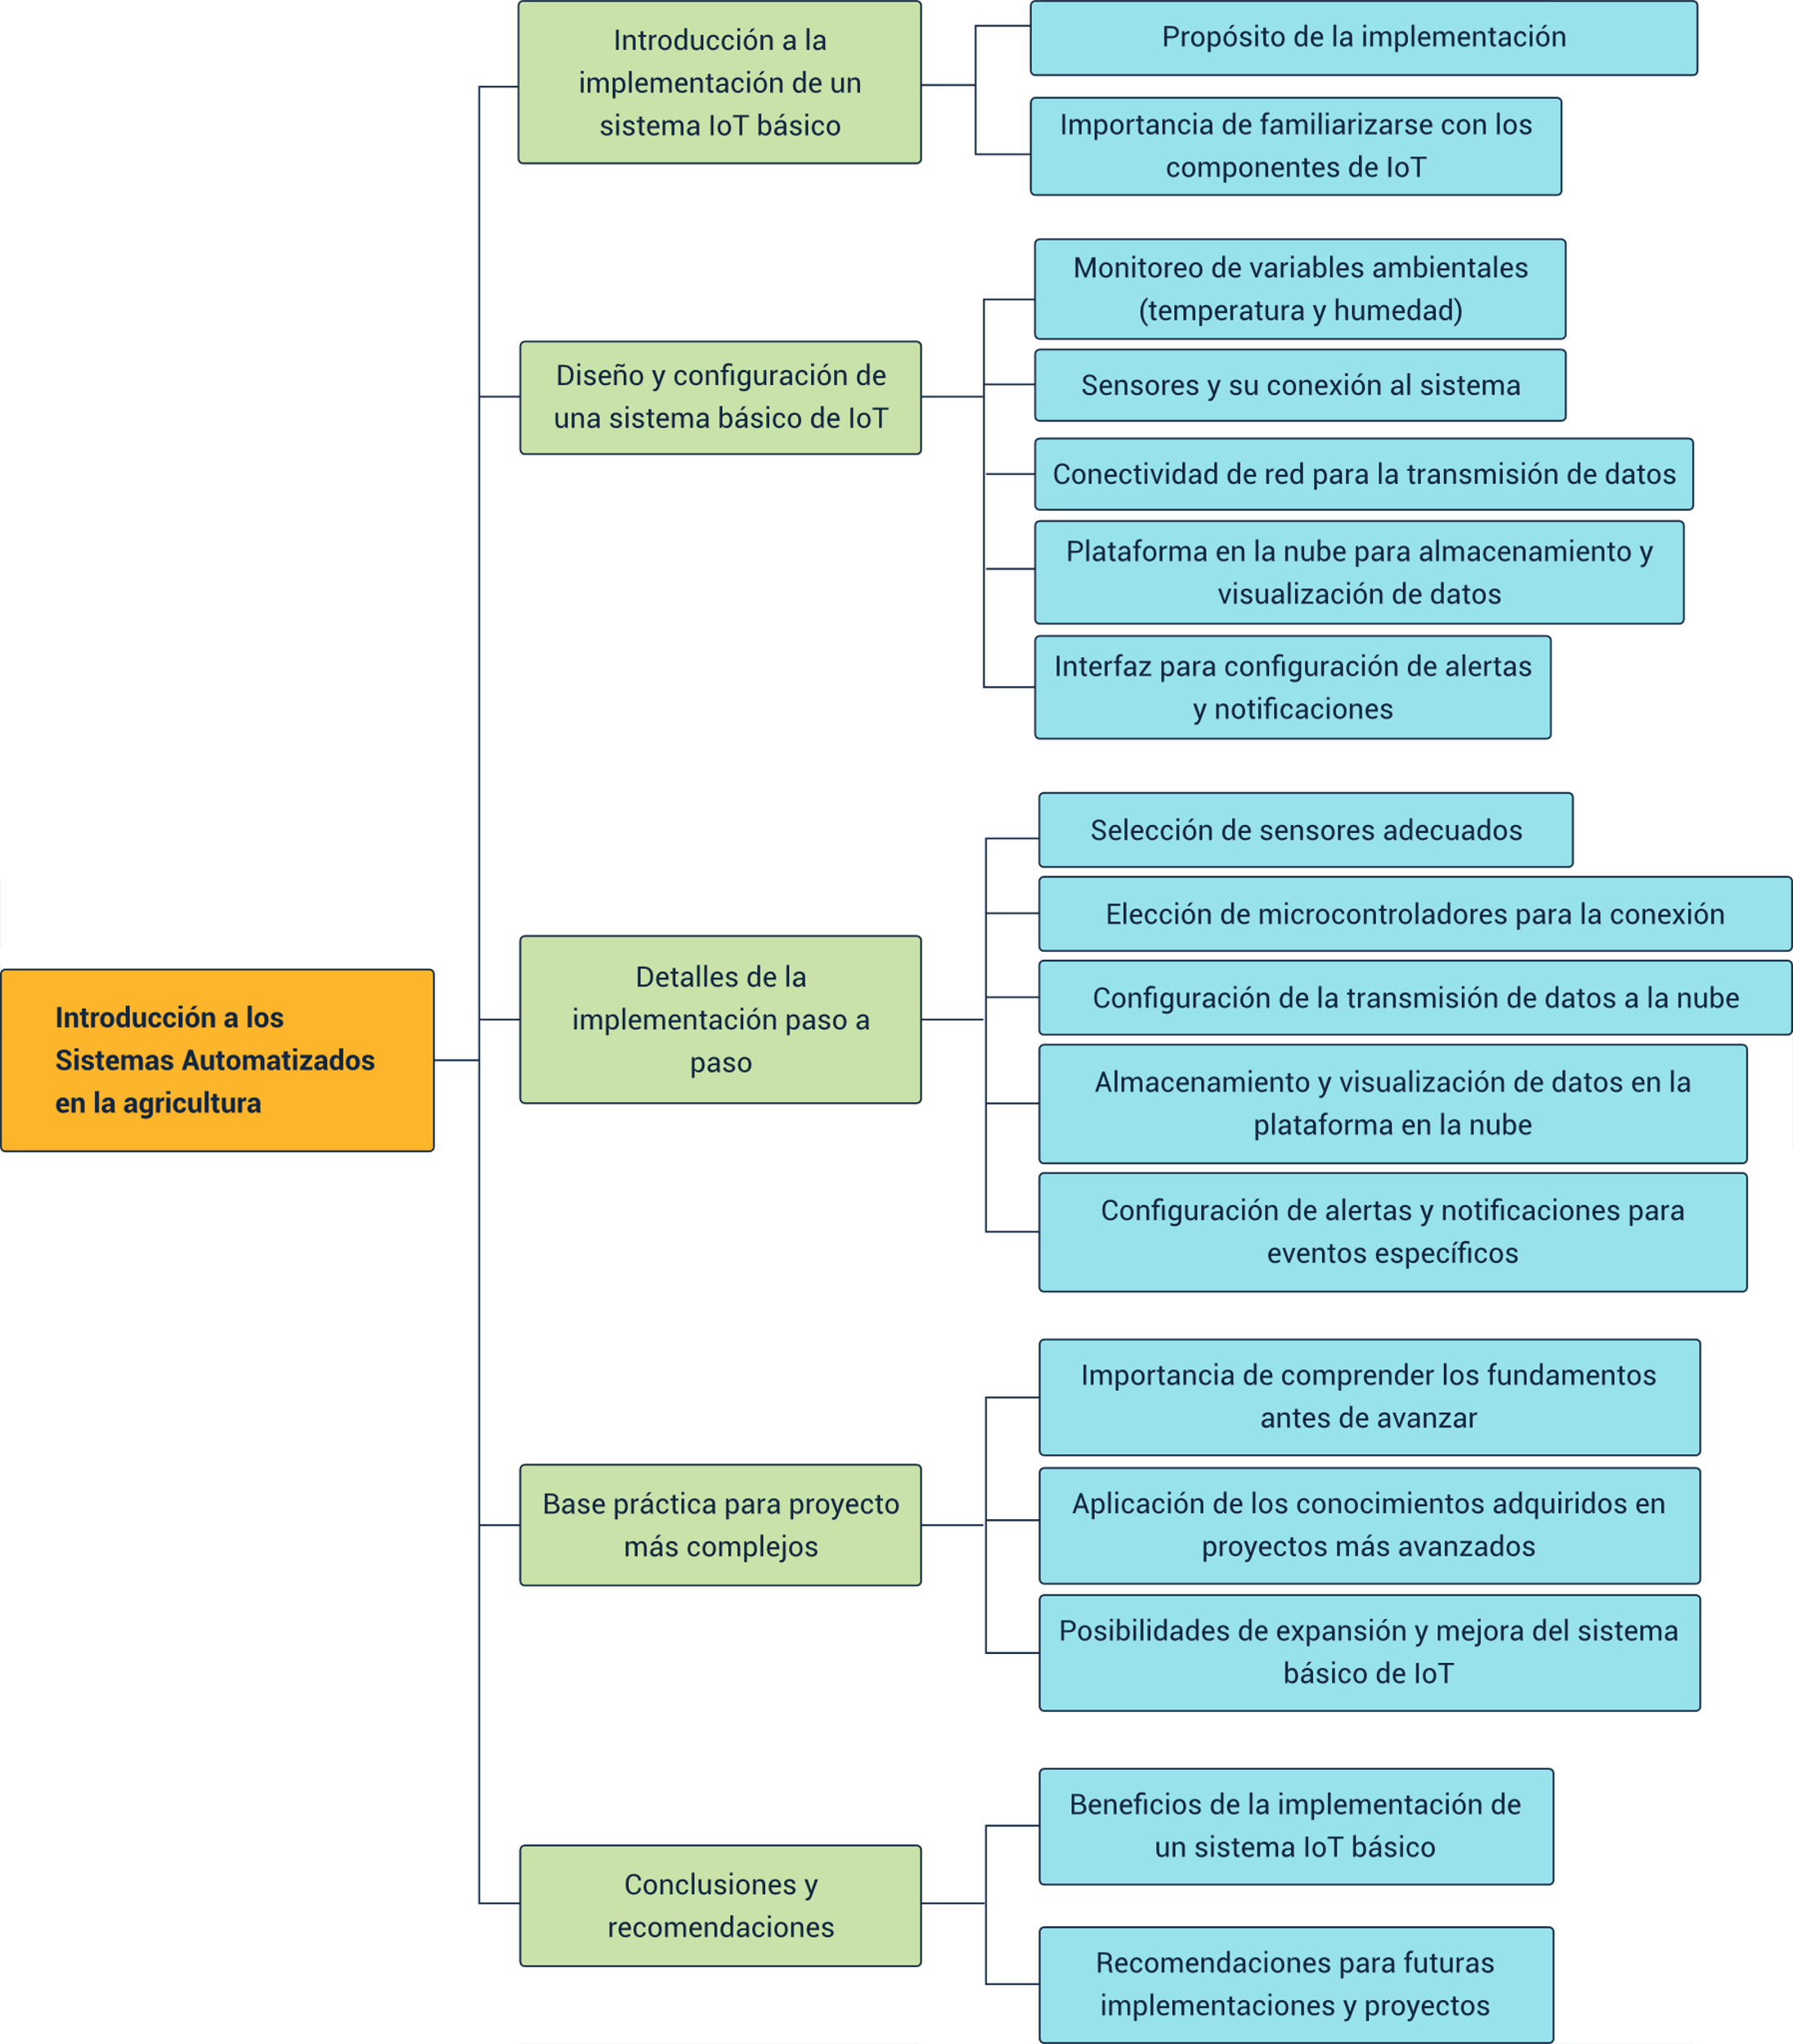 Introducción a los
Sistemas Automatizados
en la agricultura
Introducción a la
implementación de un
sistema IoT básico
Propósito de la implementación
Importancia de familiarizarse con los
componentes de IoT
Diseño y configuración de
una sistema básico de IoT
Monitoreo de variables ambientales
(temperatura y humedad)
Sensores y su conexión al sistema
Conectividad de red para la transmisión de datos
Plataforma en la nube para almacenamiento y
visualización de datos
Interfaz para configuración de alertas
y notificaciones
Detalles de la
implementación paso a
paso
Selección de sensores adecuados
Elección de microcontroladores para la conexión
Configuración de la transmisión de datos a la nube
Almacenamiento y visualización de datos en la
plataforma en la nube
Configuración de alertas y notificaciones para
eventos específicos
Base práctica para proyecto
más complejos
Importancia de comprender los fundamentos
antes de avanzar
Aplicación de los conocimientos adquiridos en
proyectos más avanzados
Posibilidades de expansión y mejora del sistema
básico de IoT
Conclusiones y
recomendaciones
Beneficios de la implementación de
un sistema IoT básico
Recomendaciones para futuras
implementaciones y proyectos